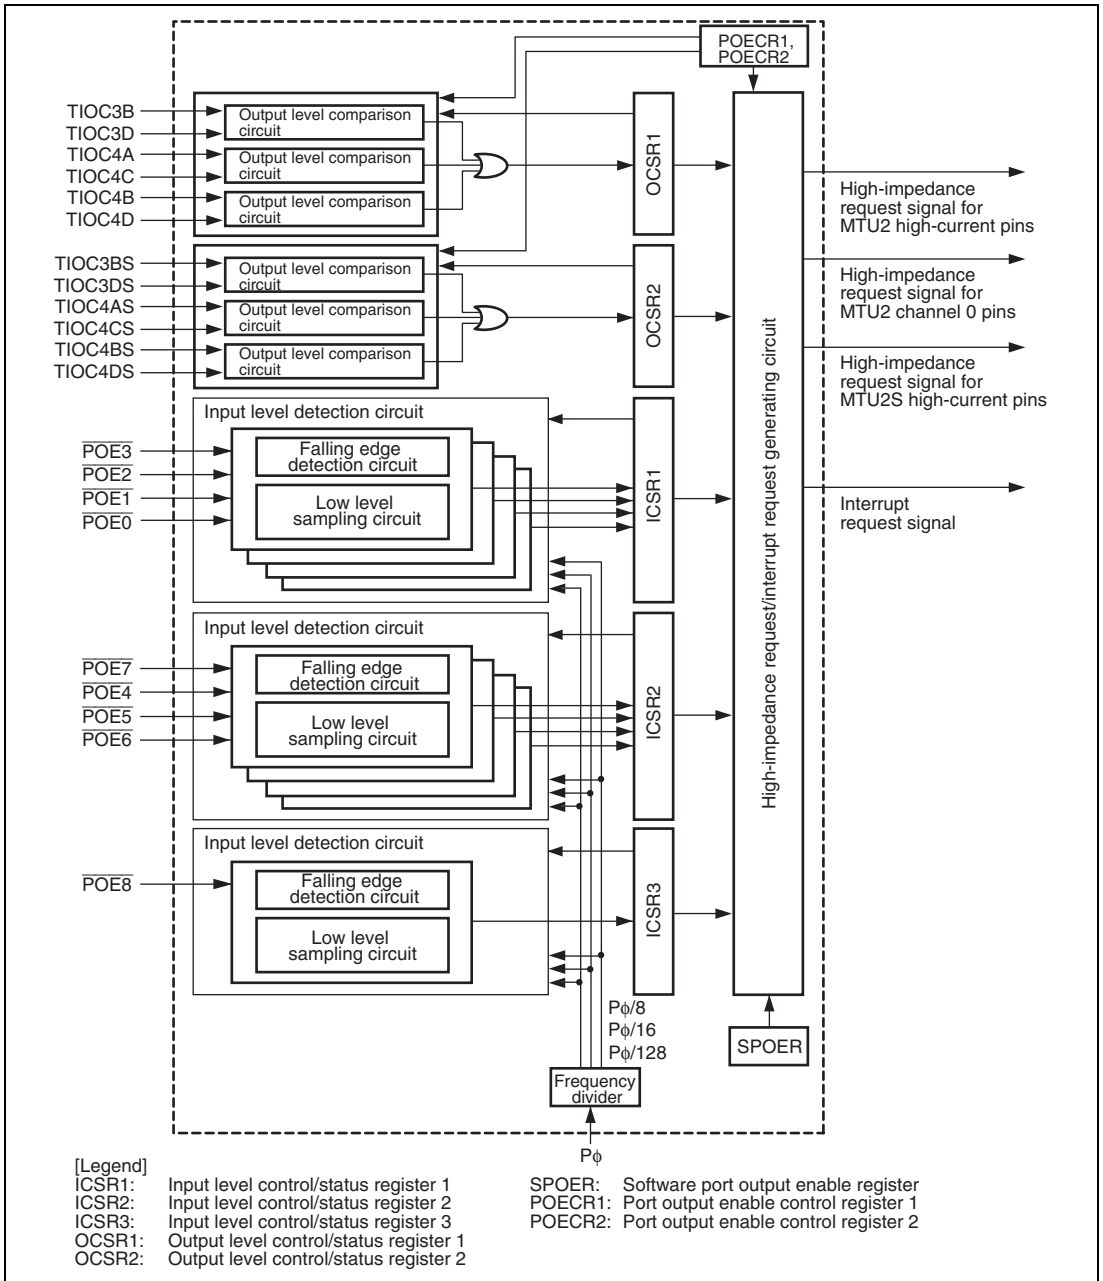 POECR1,
POECR2
TIOC3B
TIOC3D
TIOC4A
TIOC4C
TIOC4B
TIOC4D
Output level comparison
circuit
Output level comparison
circuit
Output level comparison
circuit
OCSR1
TIOC3BS
TIOC3DS
TIOC4AS
TIOC4CS
TIOC4BS
TIOC4DS
Output level comparison
circuit
Output level comparison
circuit
Output level comparison
circuit
OCSR2
High-impedance
request signal for
MTU2 high-current pins
High-impedance
request signal for
MTU2 channel 0 pins
High-impedance
request signal for
MTU2S high-current pins
Interrupt
request signal
High-impedance request/interrupt request generating circuit
Input level detection circuit
POE3
POE2
POE1
POE0
Falling edge
detection circuit
Low level
sampling circuit
ICSR1
Input level detection circuit
POE7
POE4
POE5
POE6
Falling edge
detection circuit
Low level
sampling circuit
ICSR2
Input level detection circuit
POE8
Falling edge
detection circuit
Low level
sampling circuit
ICSR3
Pϕ/8
Pϕ/16
Pϕ/128
SPOER
Frequency
divider
Pϕ
[Legend]
ICSR1: Input level control/status register 1
ICSR2: Input level control/status register 2
ICSR3: Input level control/status register 3
OCSR1: Output level control/status register 1
OCSR2: Output level control/status register 2
SPOER: Software port output enable register
POECR1: Port output enable control register 1
POECR2: Port output enable control register 2